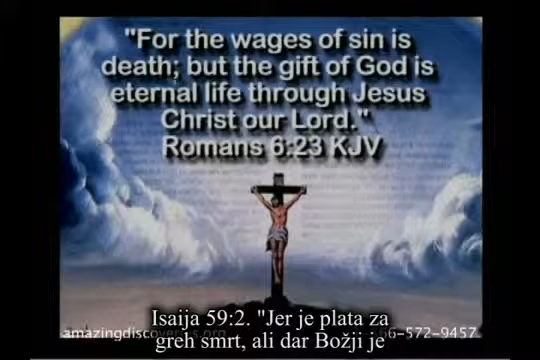 "For the wages of sin is
death; but the gift of God is
eternal life through Jesus
Christ our Lord."
Romans 6:23 KJV
Isaija 59:2. "Jer je plata za
greh smrt, ali dar Božji je
amazingdiscoveries.org
66-572-9457